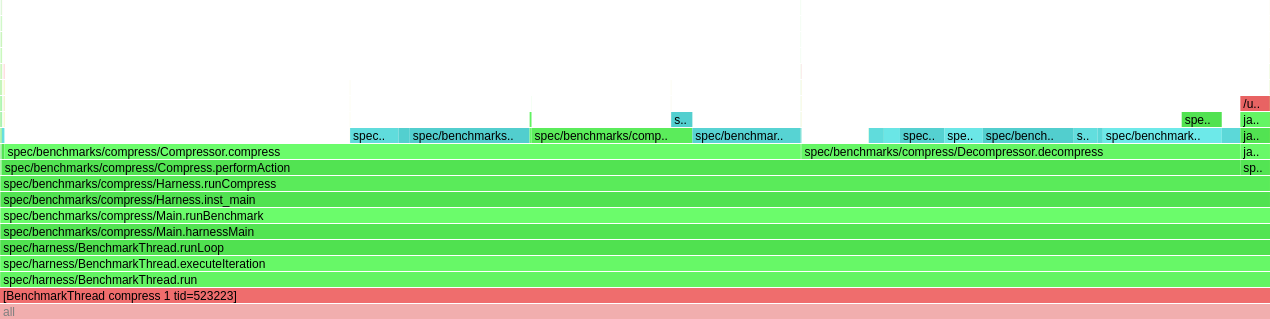 /u..
s..
spe..
ja..
spec..
spec/benchmarks..
spec/benchmarks/comp..
spec/benchmar..
spec..
spe..
spec/bench..
s..
spec/benchmark..
ja..
spec/benchmarks/compress/Compressor.compress
spec/benchmarks/compress/Decompressor.decompress
ja..
spec/benchmarks/compress/Compress.performAction
sp..
spec/benchmarks/compress/Harness.runCompress
spec/benchmarks/compress/Harness.inst_main
spec/benchmarks/compress/Main.runBenchmark
spec/benchmarks/compress/Main.harnessMain
spec/harness/BenchmarkThread.runLoop
spec/harness/BenchmarkThread.executeIteration
spec/harness/BenchmarkThread.run
[BenchmarkThread compress 1 tid=523223]
all